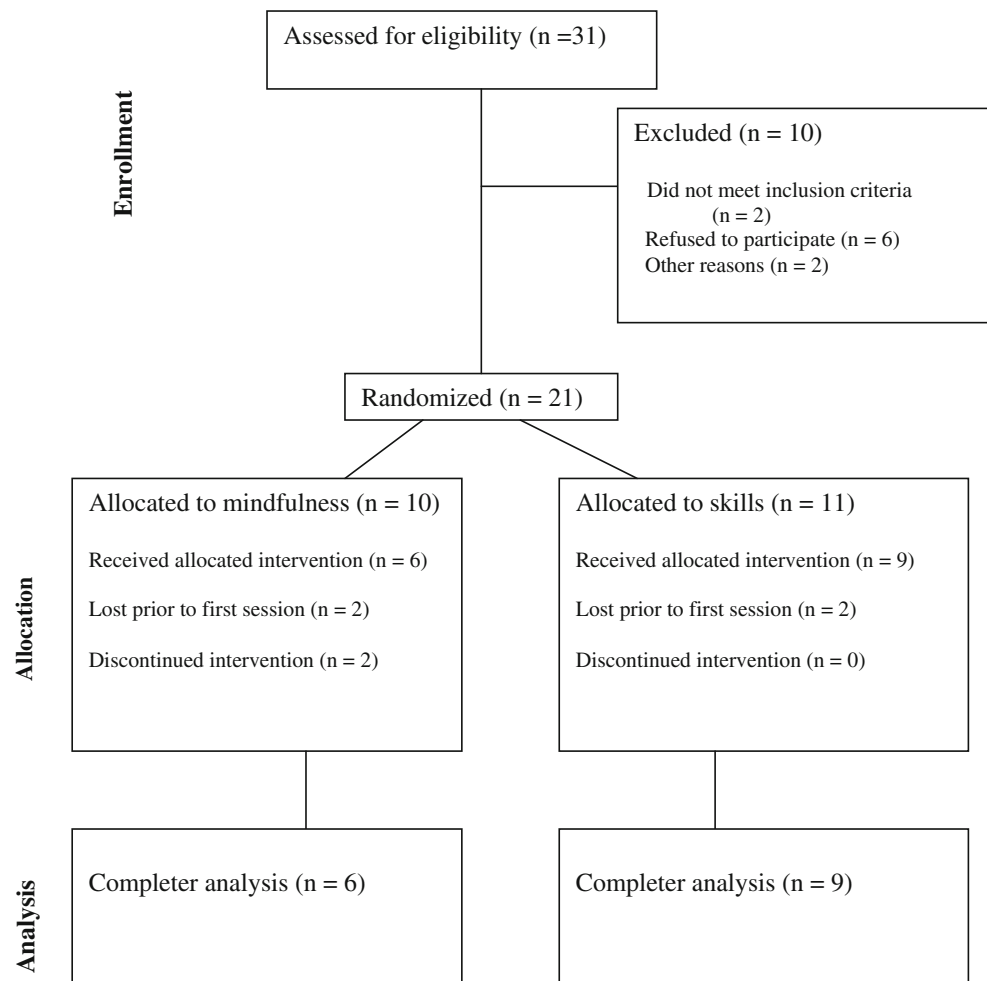 Assessed for eligibility (n =31)
Enrollment
Excluded (n = 10)
Did not meet inclusion criteria
(n = 2)
Refused to participate (n = 6)
Other reasons (n = 2)
Randomized (n = 21)
Allocation
Allocated to mindfulness (n = 10)
Received allocated intervention (n = 6)
Lost prior to first session (n = 2)
Discontinued intervention (n = 2)
Allocated to skills (n = 11)
Received allocated intervention (n = 9)
Lost prior to first session (n = 2)
Discontinued intervention (n = 0)
Analysis
Completer analysis (n = 6)
Completer analysis (n = 9)